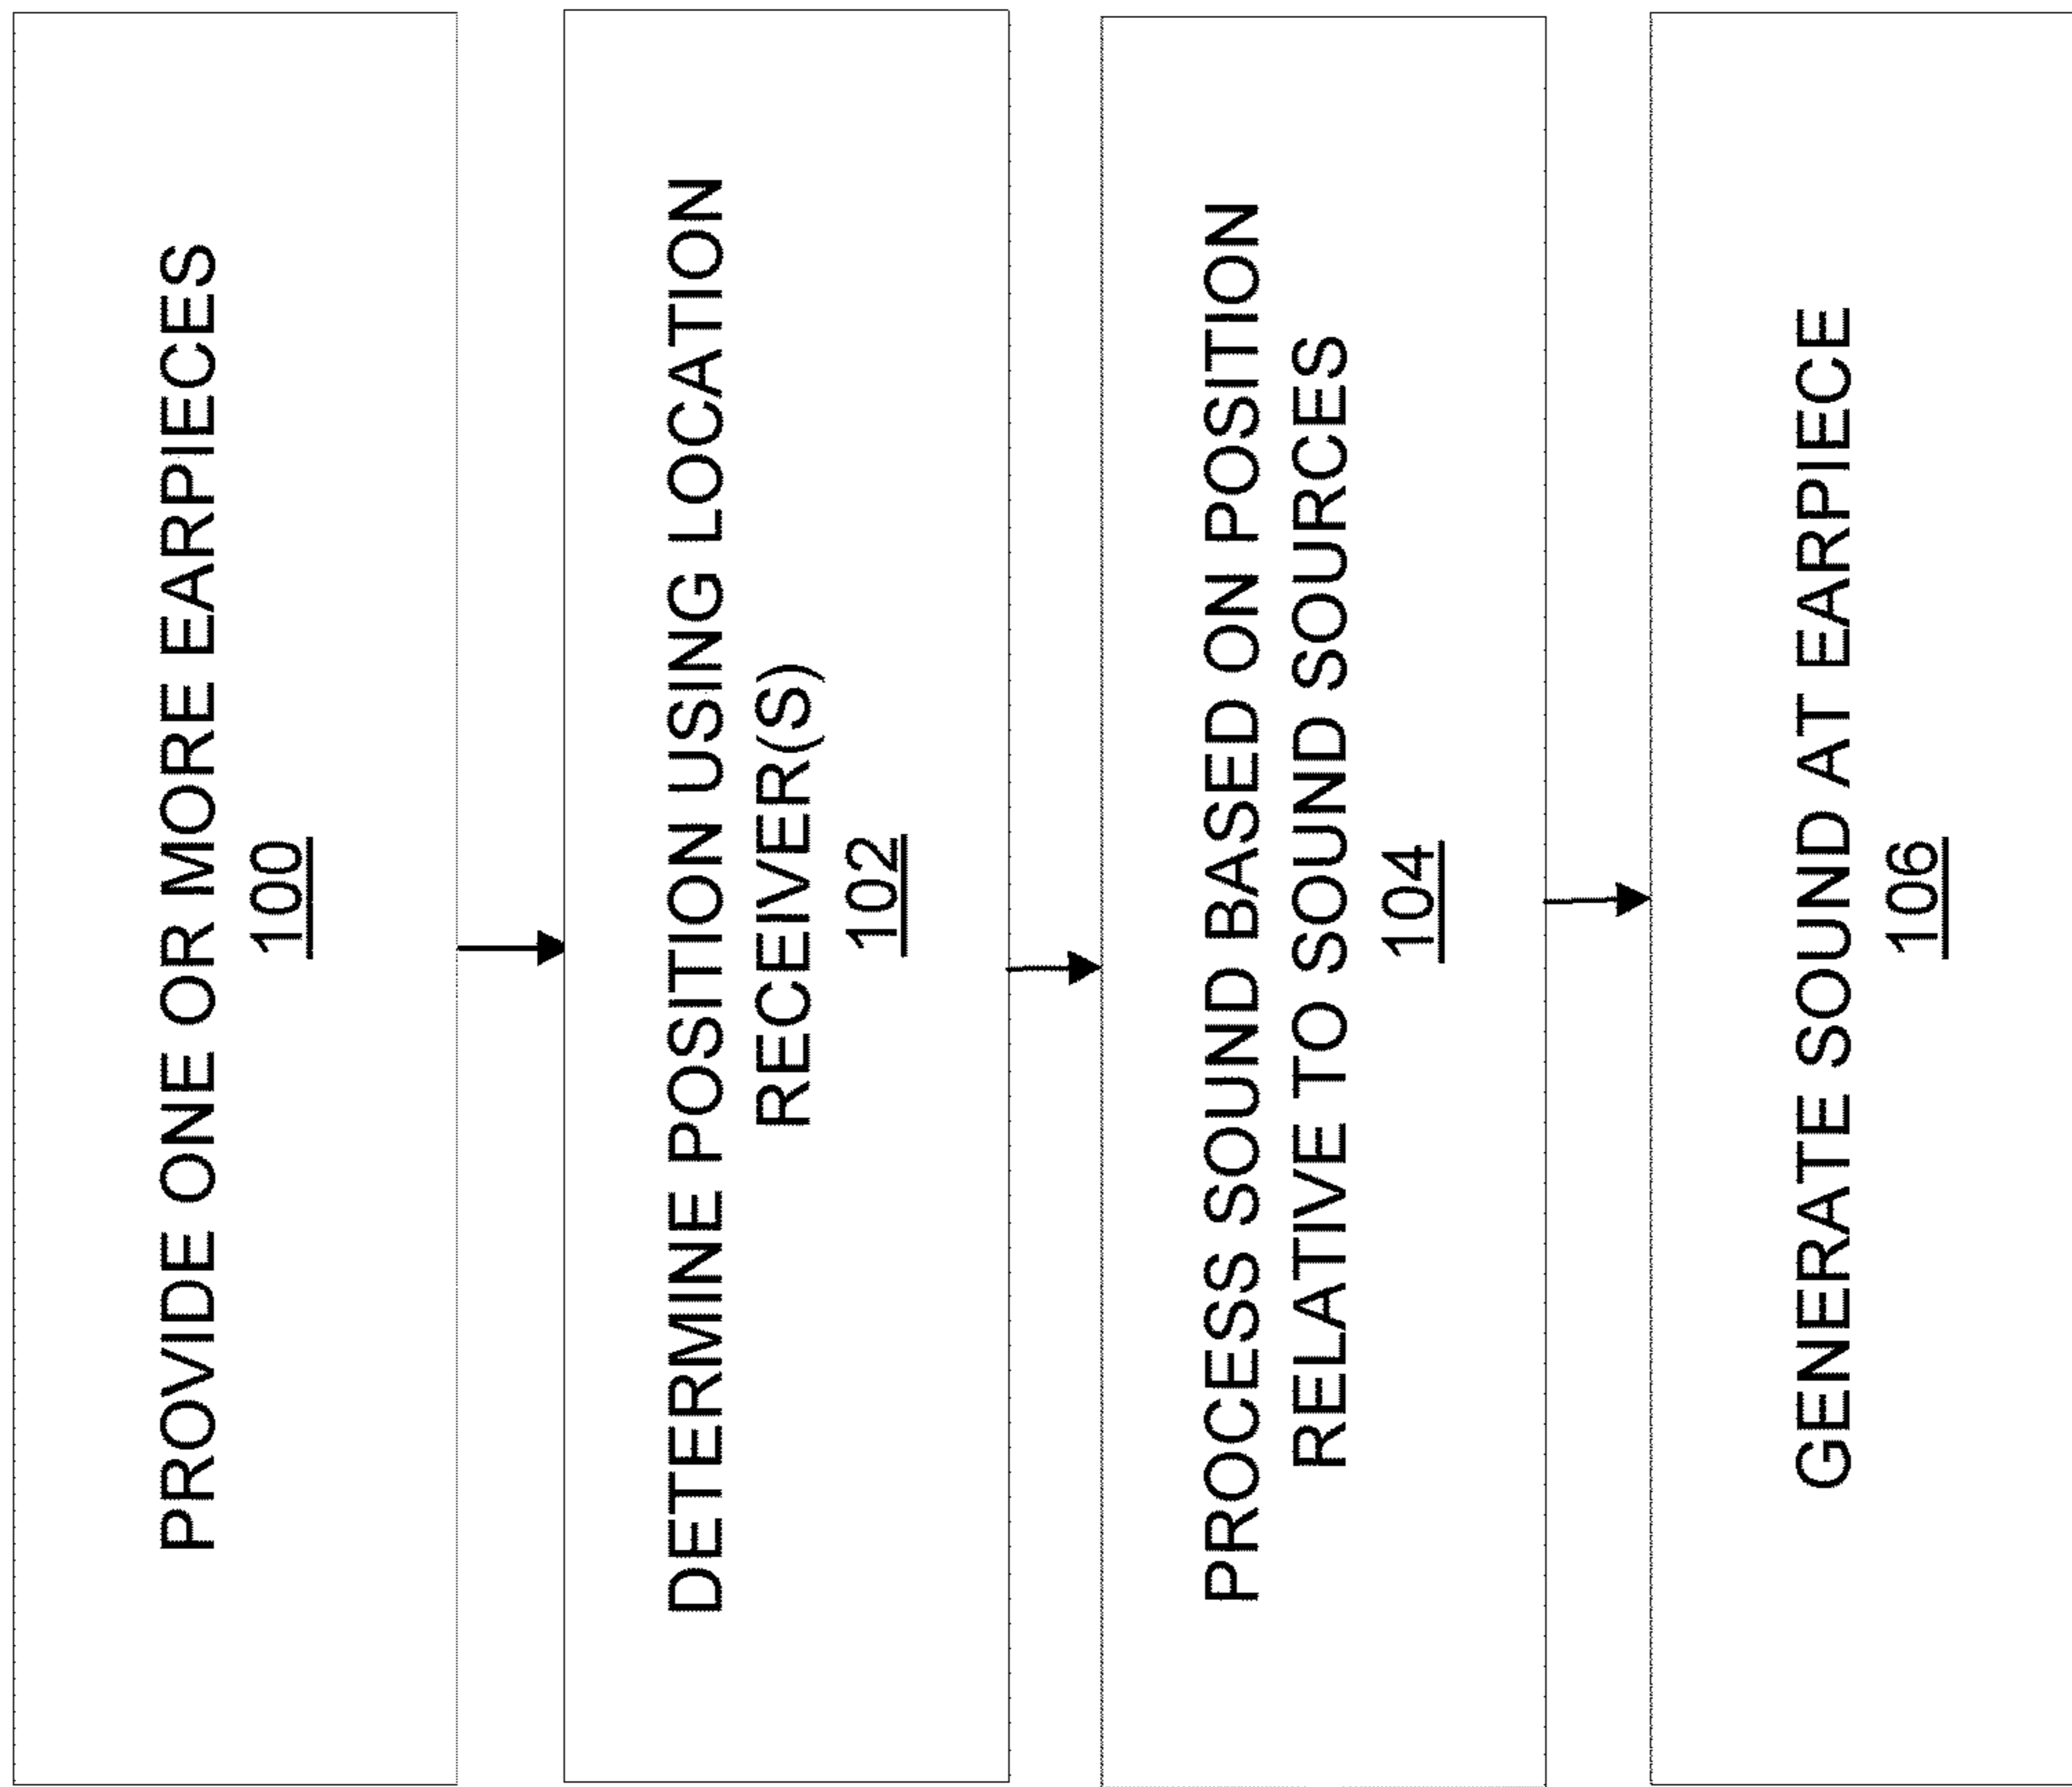 PROVIDE ONE OR MORE EARPIECES
100
DETERMINE POSITION USING LOCATION
RECEIVER(S)
102
PROCESS SOUND BASED ON POSITION
RELATIVE TO SOUND SOURCES
104
GENERATE SOUND AT EARPIECE
106